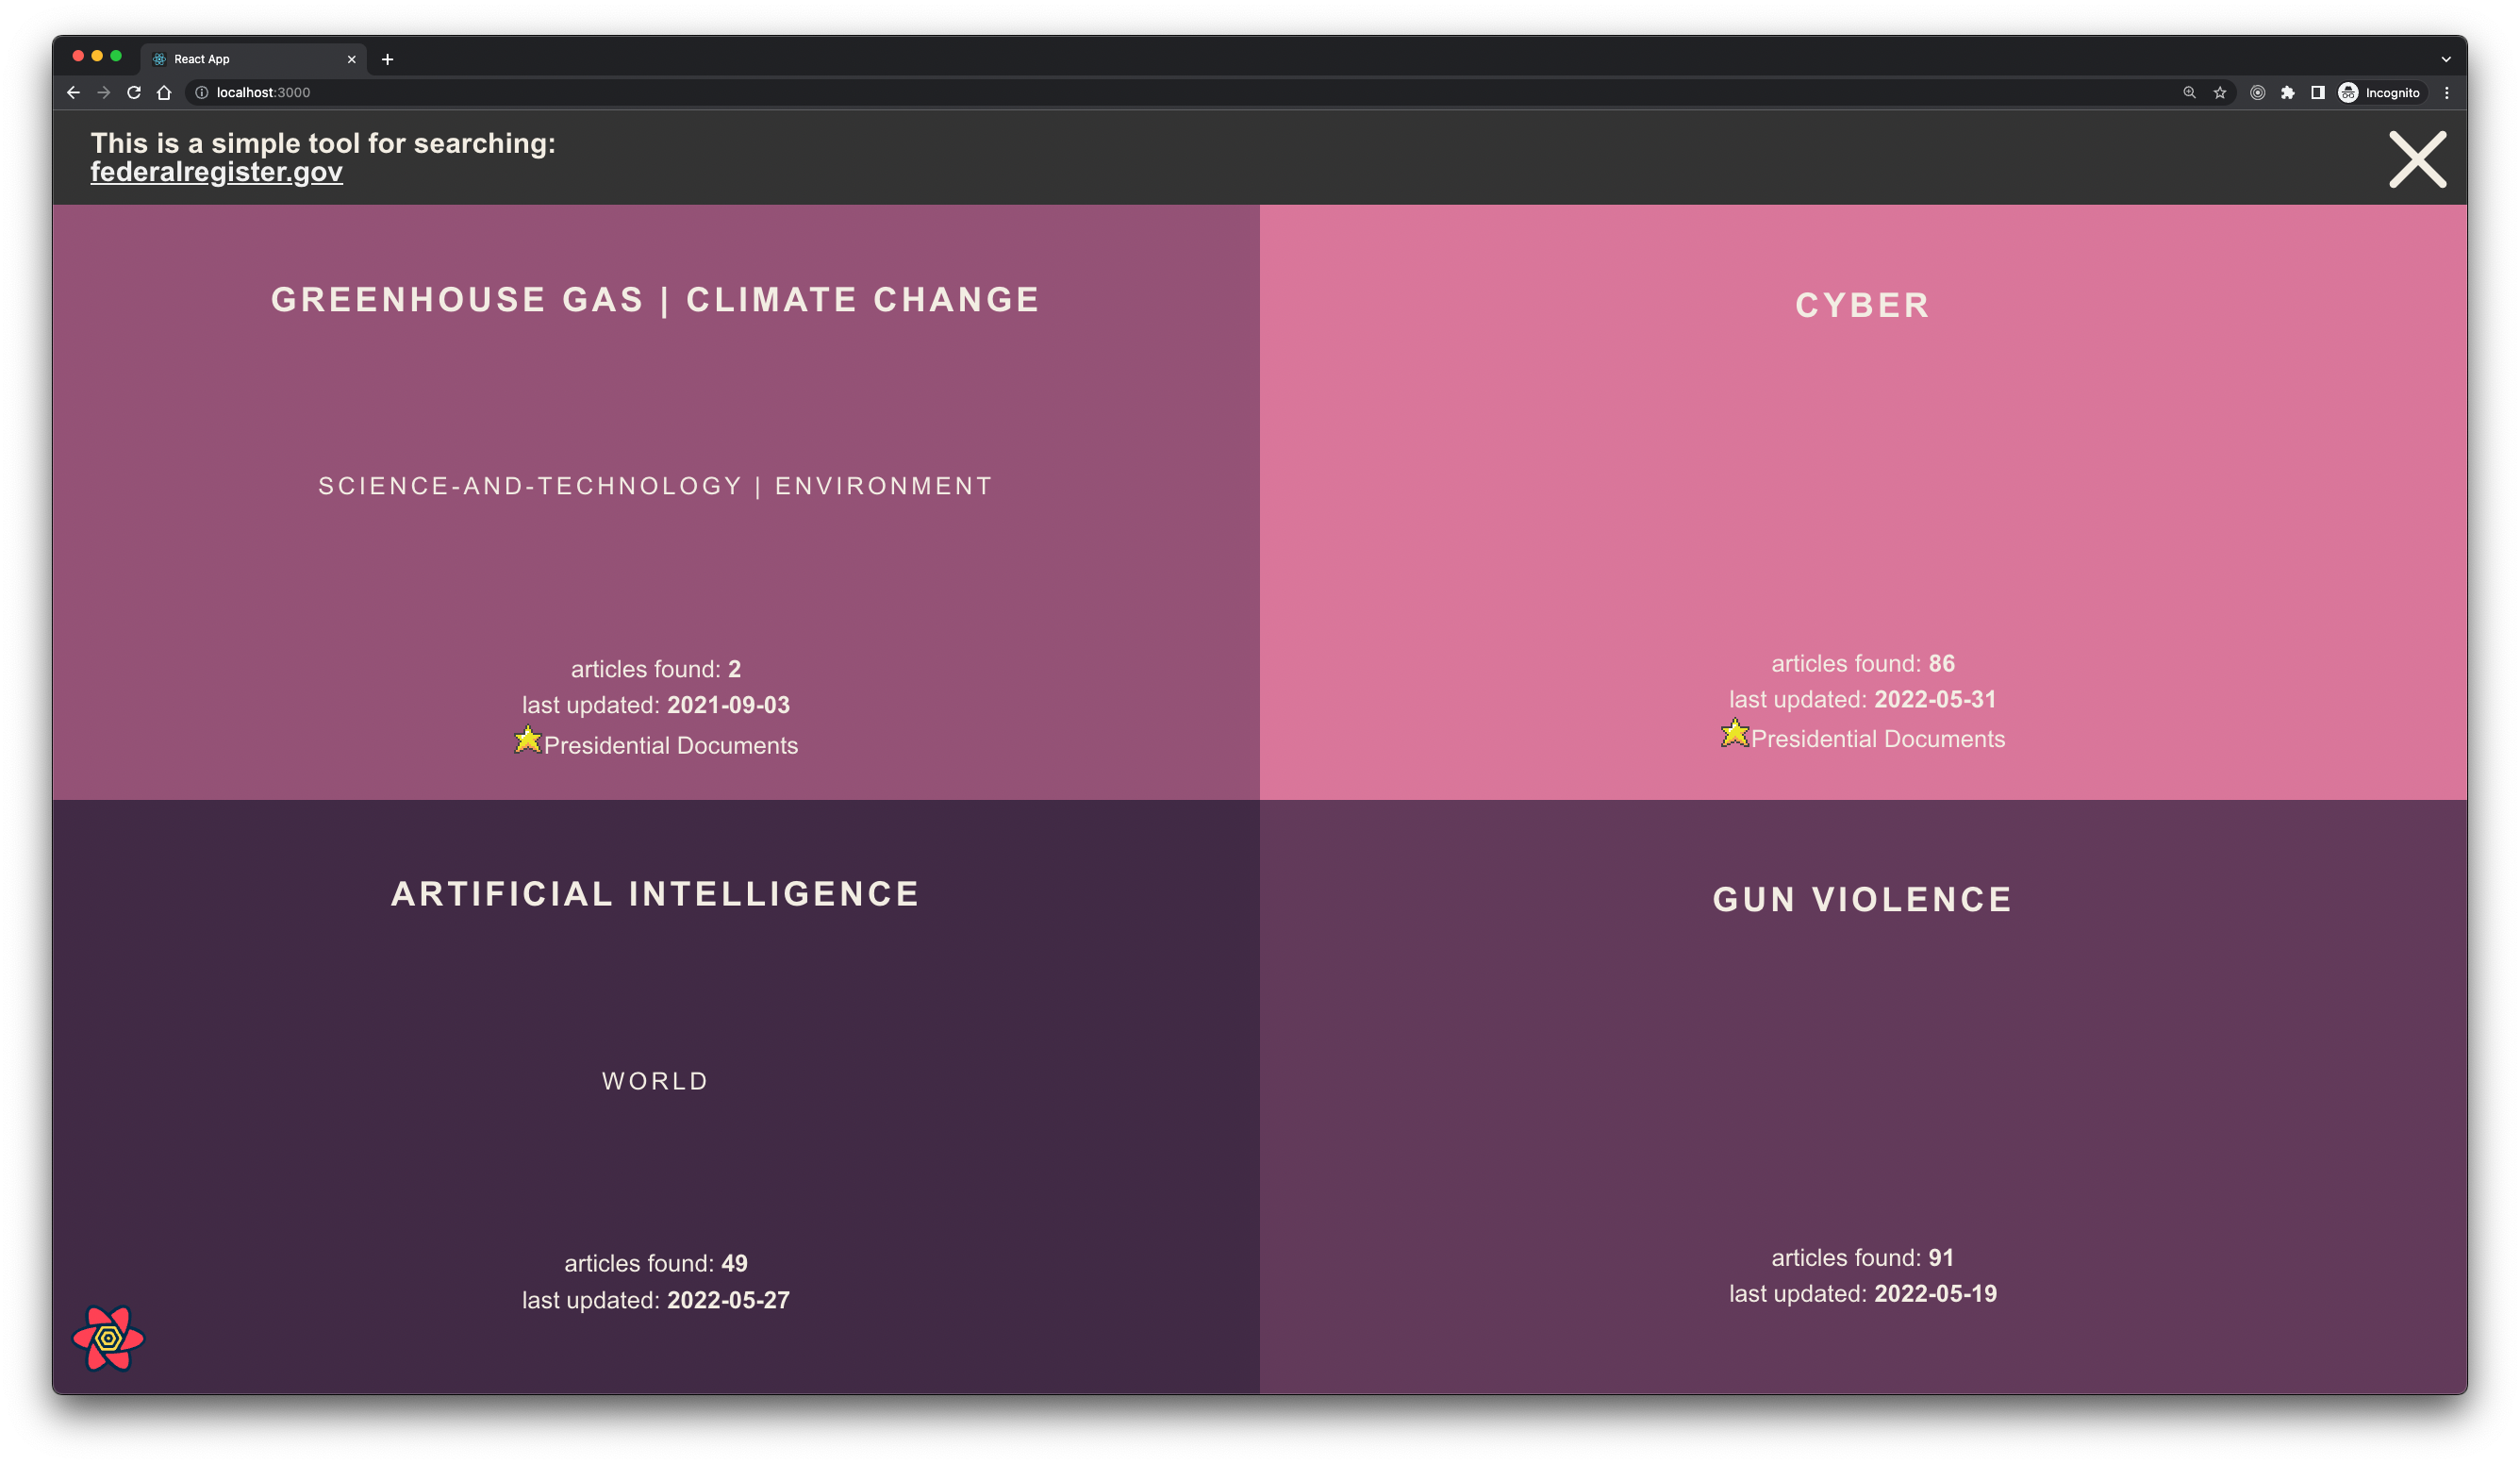 React App
localhost:3000
Incognito
This is a simple tool for searching:
federalregister.gov
GREENHOUSE GAS | CLIMATE CHANGE
SCIENCE-AND-TECHNOLOGY | ENVIRONMENT
articles found: 2
last updated: 2021-09-03
Presidential Documents
CYBER
articles found: 86
last updated: 2022-05-31
Presidential Documents
ARTIFICIAL INTELLIGENCE
WORLD
articles found: 49
last updated: 2022-05-27
GUN VIOLENCE
articles found: 91
last updated: 2022-05-19